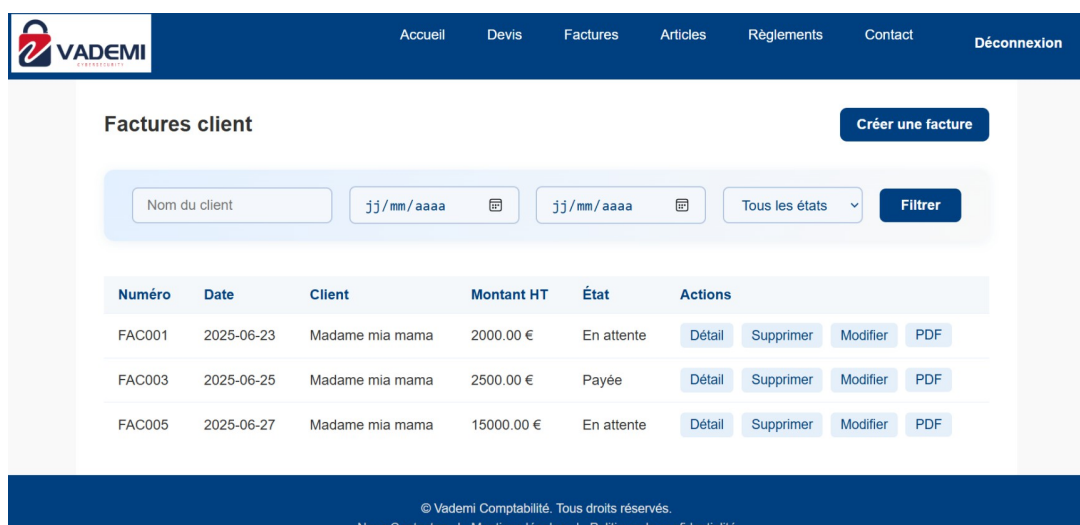 VADEMI
CYBERSECURITY
Accueil Devis Factures Articles Règlements Contact Déconnexion
Factures client
Créer une facture
Nom du client jj/mm/aaaa jj/mm/aaaa Tous les états Filtrer
Numéro Date Client Montant HT État Actions
FAC001 2025-06-23 Madame mia mama 2000.00 € En attente Détail Supprimer Modifier PDF
FAC003 2025-06-25 Madame mia mama 2500.00 € Payée Détail Supprimer Modifier PDF
FAC005 2025-06-27 Madame mia mama 15000.00 € En attente Détail Supprimer Modifier PDF
© Vademi Comptabilité. Tous droits réservés.